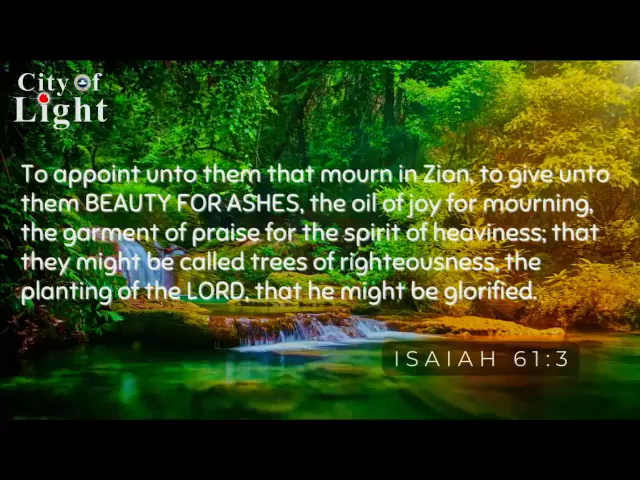 City of
Light
To appoint unto them that mourn in Zion, to give unto
them BEAUTY FOR ASHES, the oil of joy for mourning,
the garment of praise for the spirit of heaviness; that
they might be called trees of righteousness, the
planting of the LORD, that he might be glorified.
ISAIAH 61:3